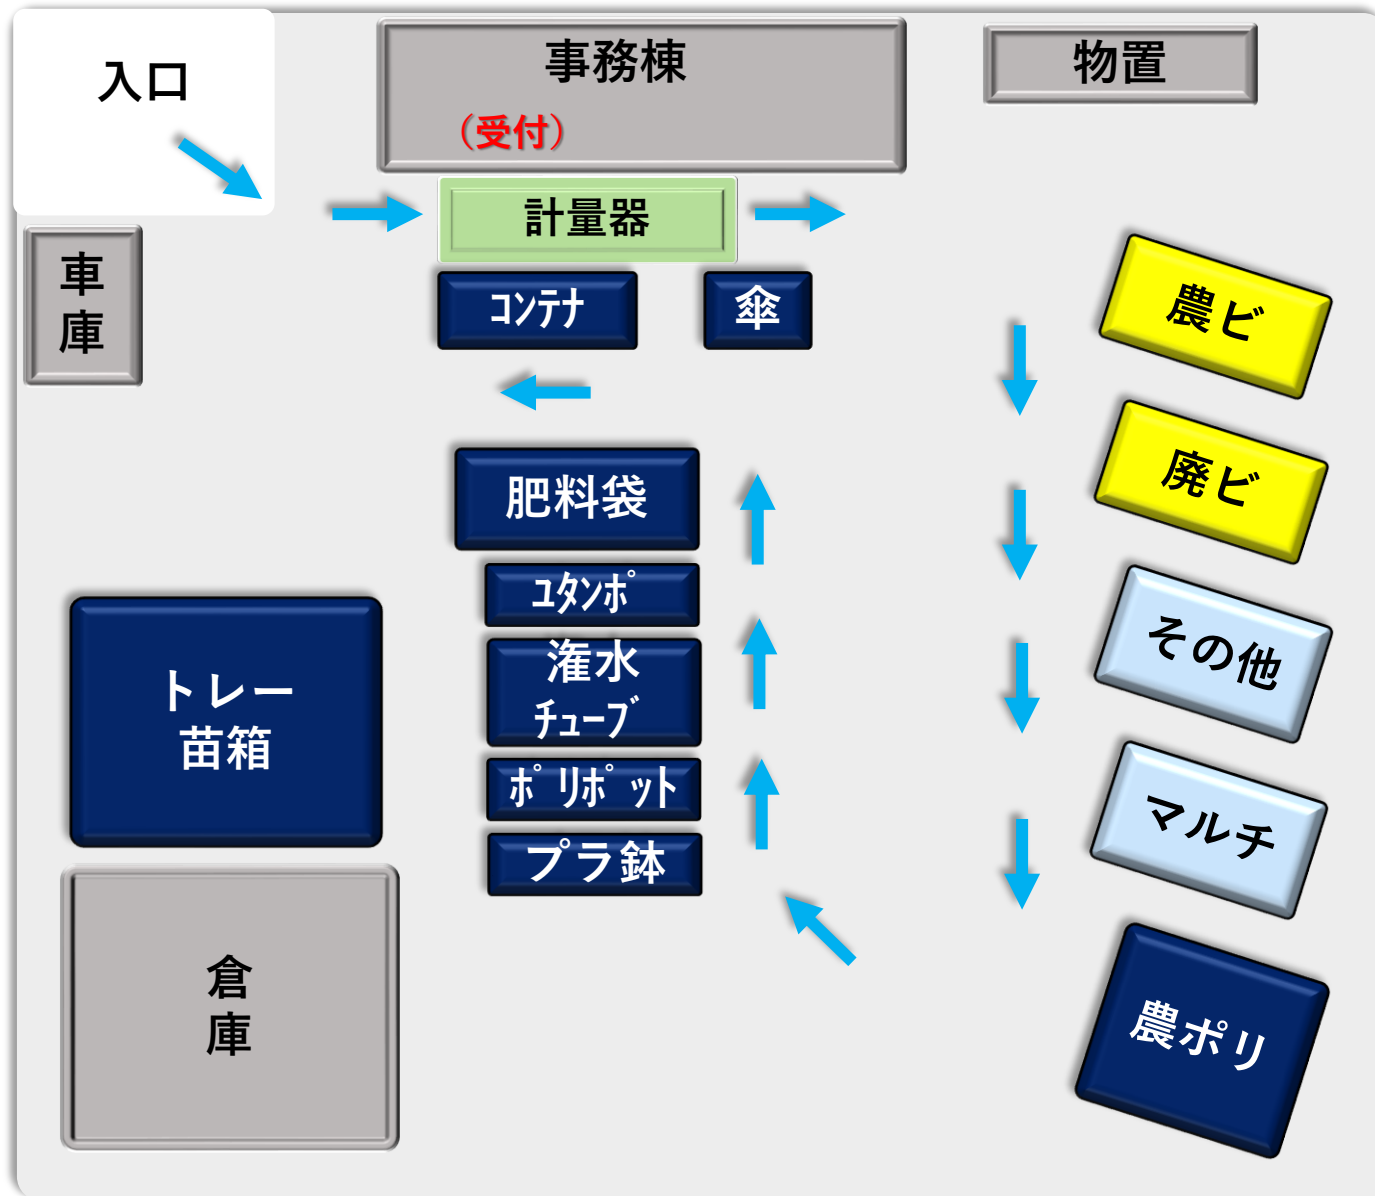 入口
事務棟
（受付）
物置
計量器
コンテナ
傘
車
庫
農ビ
廃ビ
その他
マルチ
農ポリ
肥料袋
ﾕﾀﾝﾎﾟ
潅水
ﾁｭｰﾌﾞ
ﾎﾟﾘﾎﾟｯﾄ
プラ鉢
トレー
苗箱
倉
庫